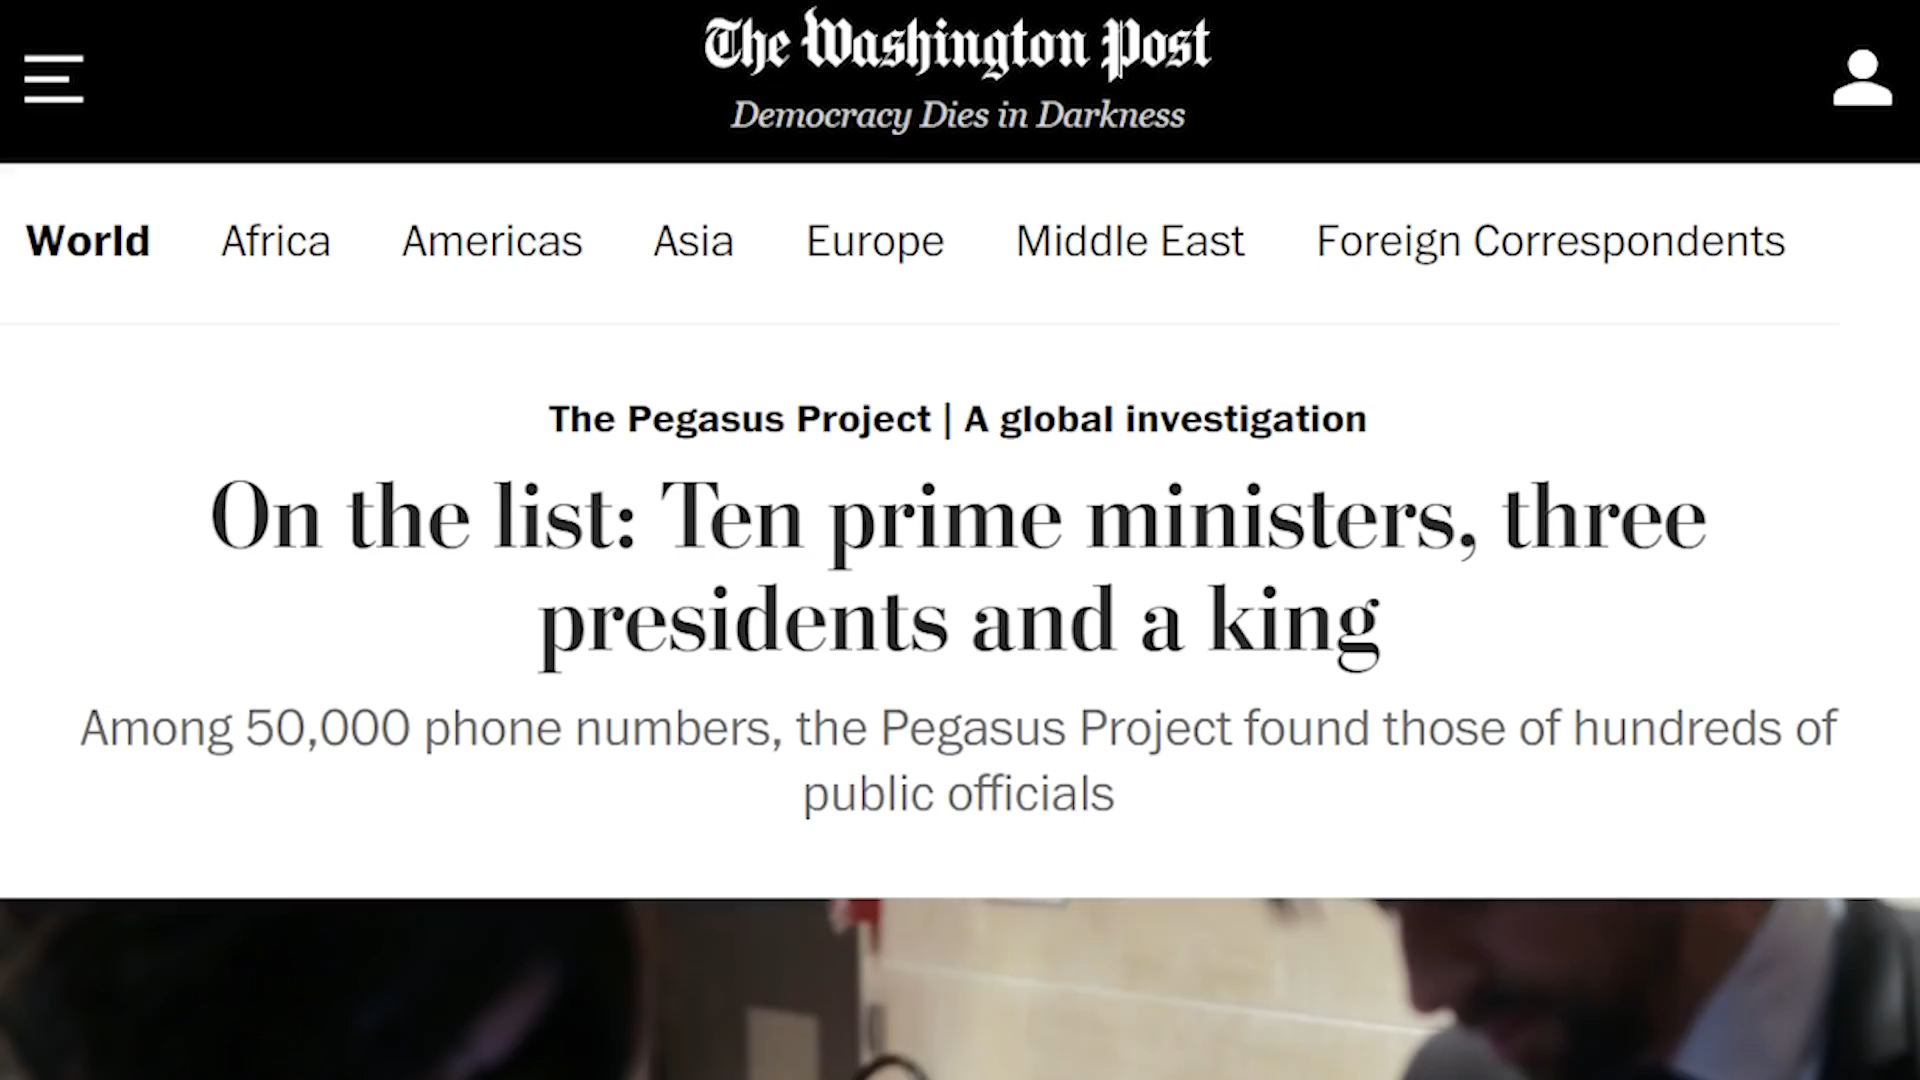 The Washington Post
Democracy Dies in Darkness
World Africa Americas Asia Europe Middle East Foreign Correspondents
The Pegasus Project | A global investigation
On the list: Ten prime ministers, three
presidents and a king
Among 50,000 phone numbers, the Pegasus Project found those of hundreds of
public officials